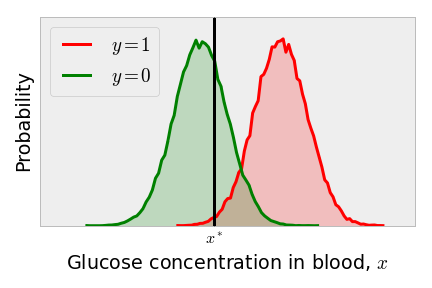 y=1
y=0
Probability
x*
Glucose concentration in blood, x